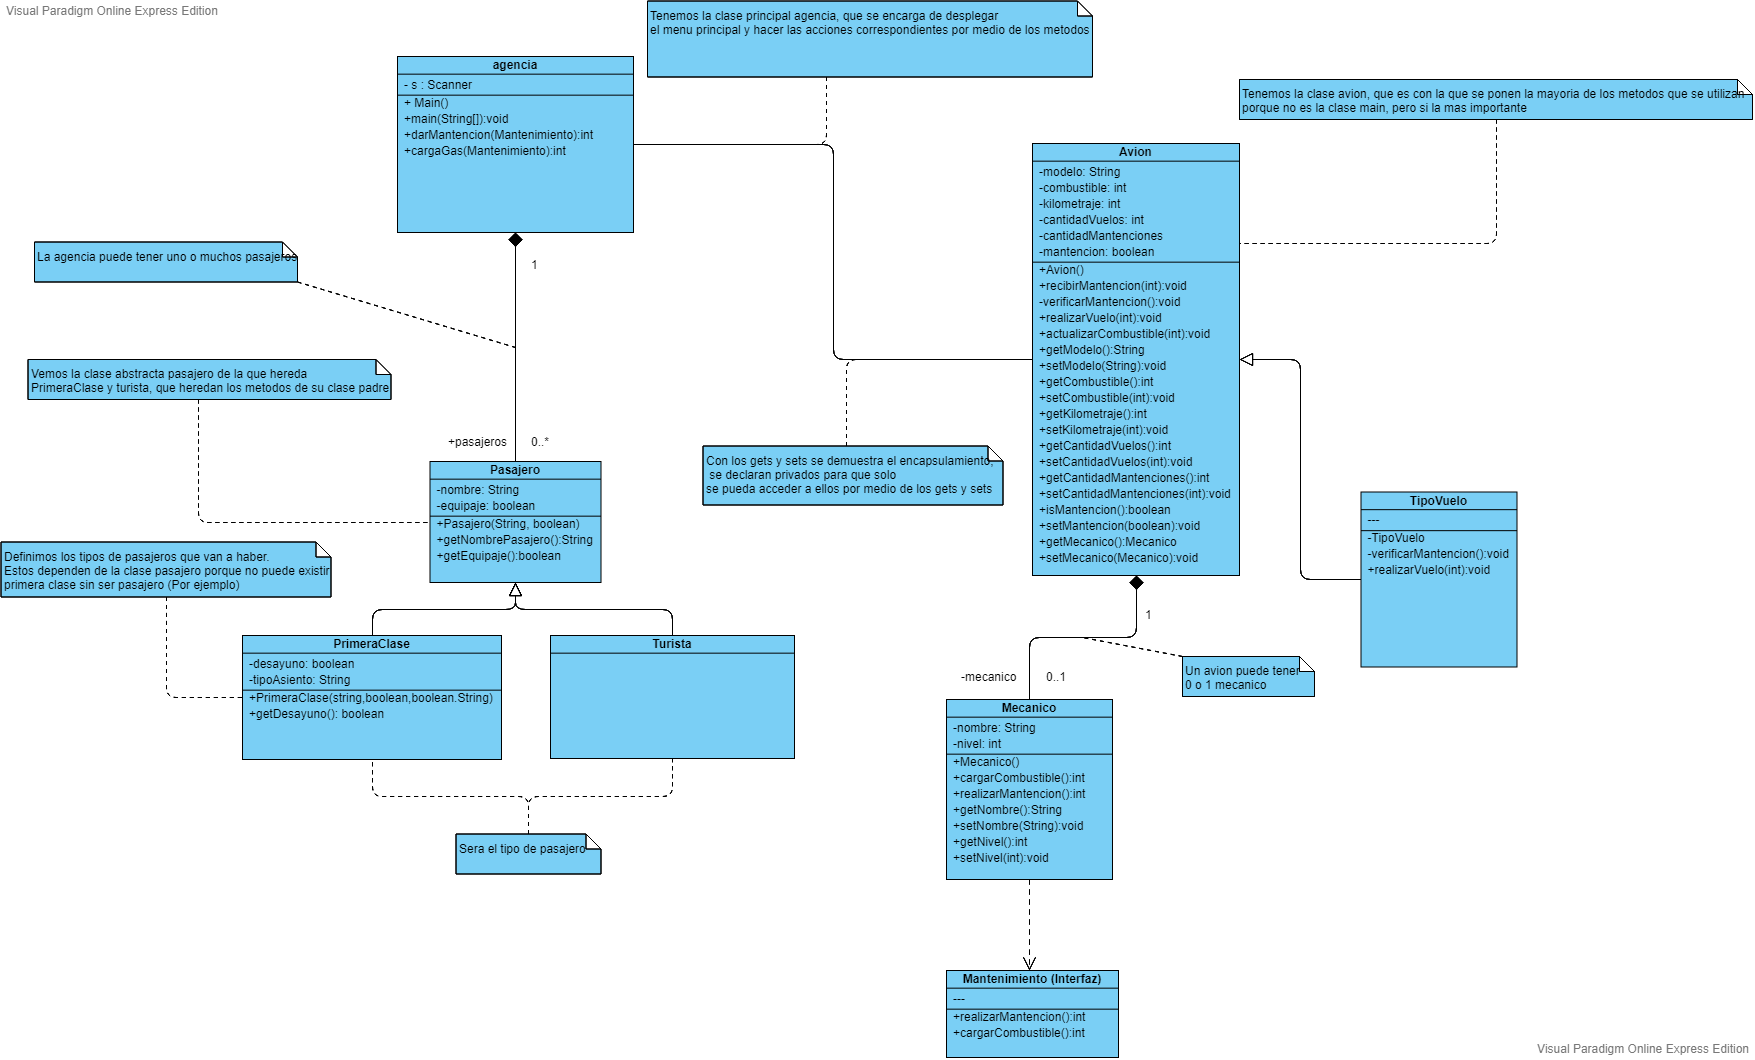 Visual Paradigm Online Express Edition
Tenemos la clase principal agencia, que se encarga de desplegar
el menu principal y hacer las acciones correspondientes por medio de los metodos
agencia
- s : Scanner
+ Main()
+main(String[]):void
+darMantencion(Mantenimiento):int
+cargaGas(Mantenimiento):int
Tenemos la clase avion, que es con la que se ponen la mayoria de los metodos que se utilizan
porque no es la clase main, pero si la mas importante
Avion
-modelo: String
-combustible: int
-kilometraje: int
-cantidadVuelos: int
-cantidadMantenciones
-mantencion: boolean
+Avion()
+recibirMantencion(int):void
-verificarMantencion():void
+realizarVuelo(int):void
+actualizarCombustible(int):void
+getModelo():String
+setModelo(String):void
+getCombustible():int
+setCombustible(int):void
+getKilometraje():int
+setKilometraje(int):void
+getCantidadVuelos():int
+setCantidadVuelos(int):void
+getCantidadMantenciones():int
+setCantidadMantenciones(int):void
+isMantencion():boolean
+setMantencion(boolean):void
+getMecanico():Mecanico
+setMecanico(Mecanico):void
La agencia puede tener uno o muchos pasajeros
1
Vemos la clase abstracta pasajero de la que hereda
PrimeraClase y turista, que heredan los metodos de su clase padre
+pasajeros
0..*
Con los gets y sets se demuestra el encapsulamiento,
se declaran privados para que solo
se pueda acceder a ellos por medio de los gets y sets
Pasajero
-nombre: String
-equipaje: boolean
+Pasajero(String, boolean)
+getNombrePasajero():String
+getEquipaje():boolean
TipoVuelo
---
-TipoVuelo
-verificarMantencion():void
+realizarVuelo(int):void
Definimos los tipos de pasajeros que van a haber.
Estos dependen de la clase pasajero porque no puede existir
primera clase sin ser pasajero (Por ejemplo)
PrimeraClase
-desayuno: boolean
-tipoAsiento: String
+PrimeraClase(string,boolean,boolean.String)
+getDesayuno(): boolean
Turista
1
-mecanico
0..1
Un avion puede tener
0 o 1 mecanico
Mecanico
-nombre: String
-nivel: int
+Mecanico()
+cargarCombustible():int
+realizarMantencion():int
+getNombre():String
+setNombre(String):void
+getNivel():int
+setNivel(int):void
Sera el tipo de pasajero
Mantenimiento (Interfaz)
---
+realizarMantencion():int
+cargarCombustible():int
Visual Paradigm Online Express Edition